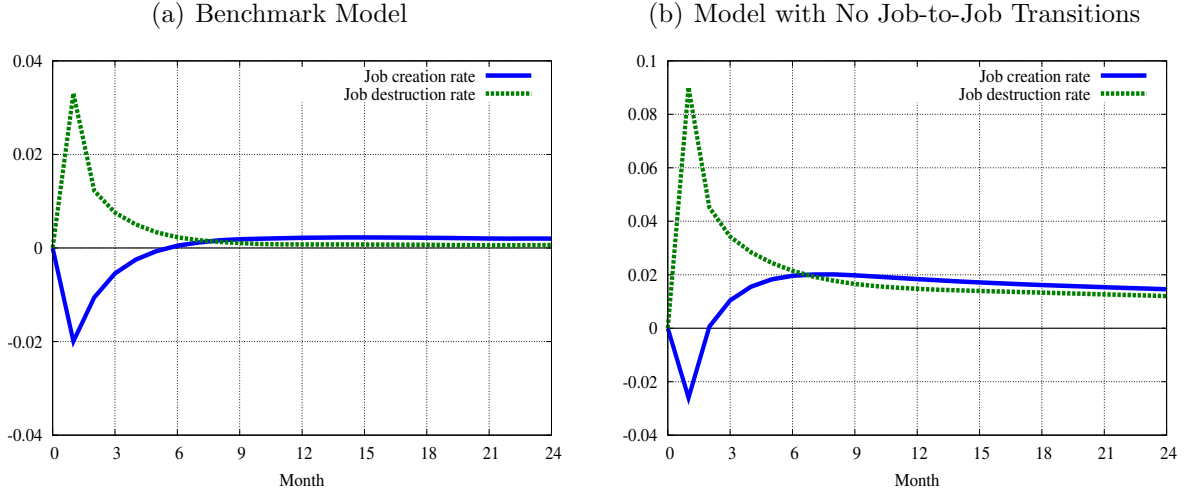 (a) Benchmark Model
0.04
0.02
0
-0.02
-0.04
Job creation rate
Job destruction rate
0 3 6 9 12 15 18 21 24
Month
(b) Model with No Job-to-Job Transitions
0.1
0.08
0.06
0.04
0.02
0
-0.02
-0.04
Job creation rate
Job destruction rate
0 3 6 9 12 15 18 21 24
Month